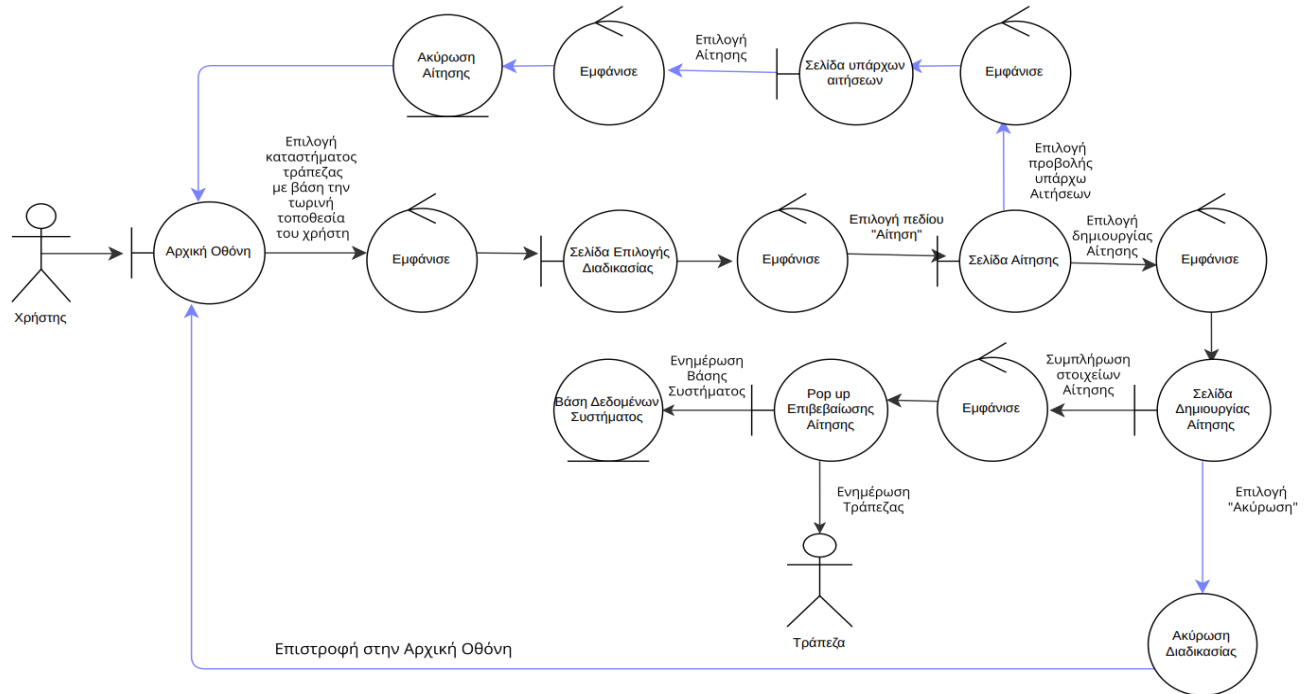 Ακύρωση
Αίτησης
Εμφάνισε
Επιλογή
Αίτησης
Σελίδα υπάρχων
αιτήσεων
Εμφάνισε
Επιλογή
καταστήματος
τράπεζας
με βάση την
τωρινή
τοποθεσία
του χρήστη
Επιλογή
προβολής
υπάρχω
Αιτήσεων
Χρήστης
Αρχική Οθόνη
Εμφάνισε
Σελίδα Επιλογής
Διαδικασίας
Εμφάνισε
Επιλογή πεδίου
"Αίτηση"
Σελίδα Αίτησης
Επιλογή
δημιουργίας
Αίτησης
Εμφάνισε
Βάση Δεδομένων
Συστήματος
Ενημέρωση
Βάσης
Συστήματος
Pop up
Επιβεβαίωσης
Αίτησης
Εμφάνισε
Συμπλήρωση
στοιχείων
Αίτησης
Σελίδα
Δημιουργίας
Αίτησης
Ενημέρωση
Τράπεζας
Επιλογή
"Ακύρωση"
Τράπεζα
Ακύρωση
Διαδικασίας
Επιστροφή στην Αρχική Οθόνη